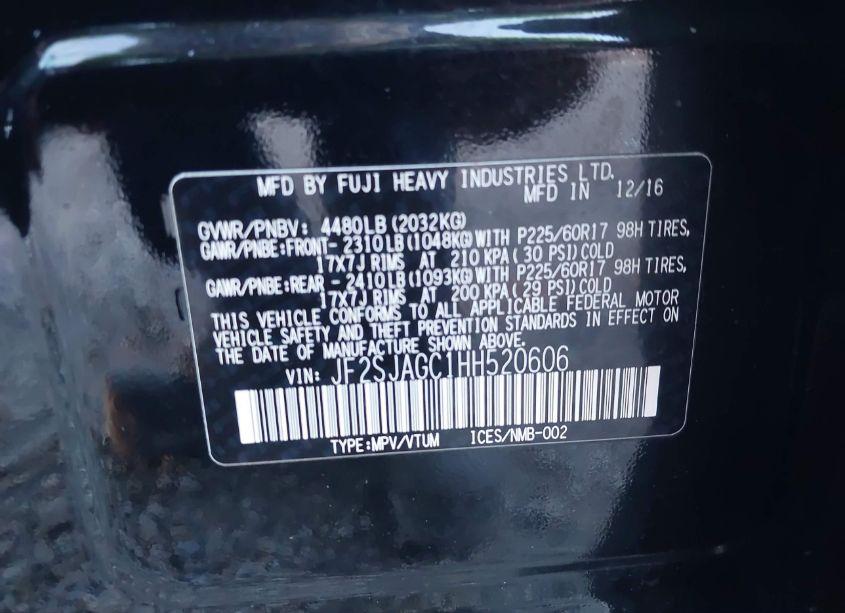 MFD BY FUJI HEAVY INDUSTRIES LTD.
MFD IN 12/16
GVWR/PNBV: 4480LB (2032KG)
GAWR/PNBE:FRONT- 2310LB (1048KG) WITH P225/60R17 98H TIRES,
17X7J RIMS AT 210 KPA ( 30 PSI) COLD
GAWR/PNBE:REAR - 2410LB (1093KG) WITH P225/60R17 98H TIRES,
17X7J RIMS AT 200 KPA ( 29 PSI) COLD
THIS VEHICLE CONFORMS TO ALL APPLICABLE FEDERAL MOTOR
VEHICLE SAFETY AND THEFT PREVENTION STANDARDS IN EFFECT ON
THE DATE OF MANUFACTURE SHOWN ABOVE.
VIN: JF2SJAGC1HH520606
TYPE:MPV/VTUM ICES/NMB-002